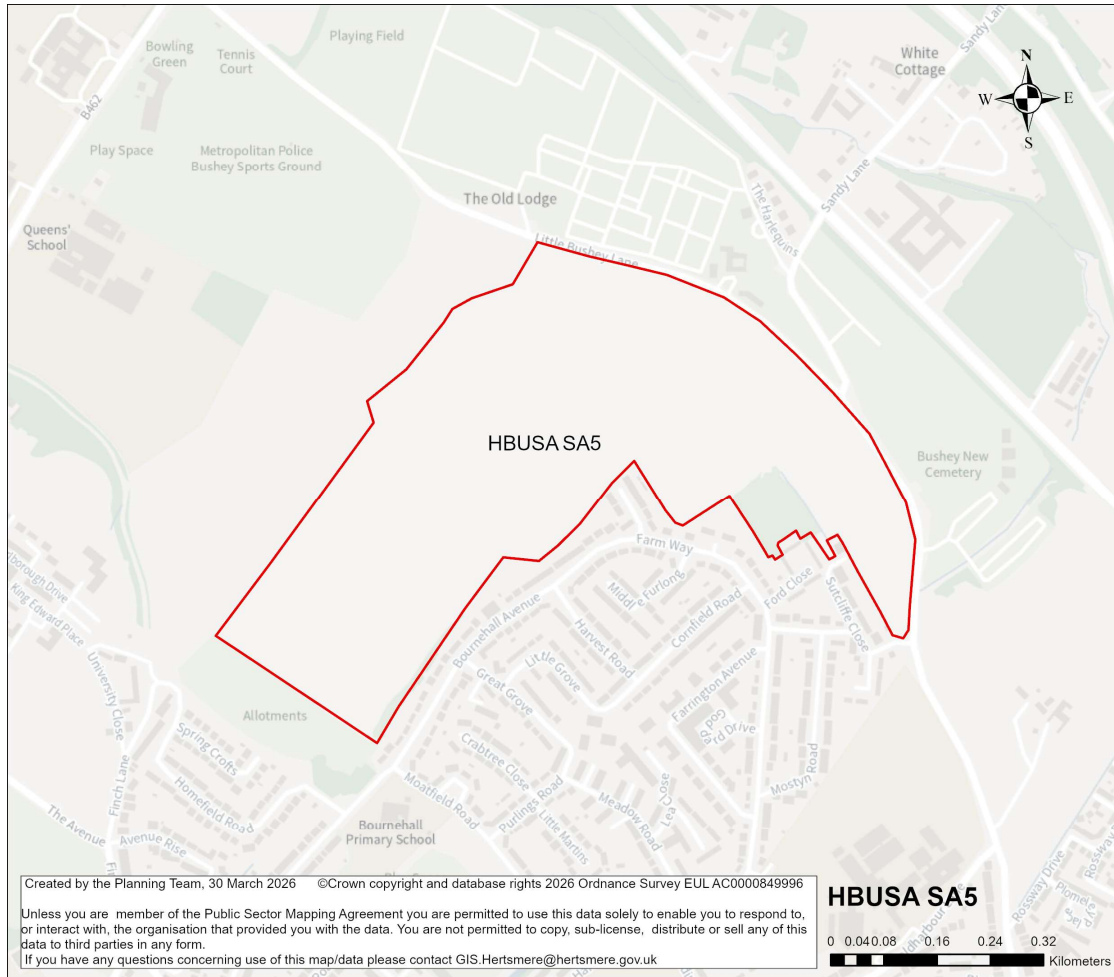 Playing Field
Bowling
Green
Tennis
Court
B462
Play Space
Metropolitan Police
Bushey Sports Ground
White
Cottage
Sandy Lane
N
W
E
S
The Old Lodge
Little Bushey Lane
The Harlequins
Sandy Lane
Queens'
School
HBUSA SA5
Bushey New
Cemetery
Farm Way
Middle Furlong
Cornfield Road
Ford Close
Sutcliffe Close
Bournehall Avenue
Harvest Road
Little Grove
Great Grove
Farrington Avenue
Mostyn Road
King Edward Place
University Close
Allotments
Spring Crofts
Homefield Road
Finch Lane
The Avenue
Avenue Rise
Crabtree Close
Moatfield Road
Purlings Road
Little Martins
Meadow Road
Lea Close
Bournehall
Primary School
Rossway Drive
Created by the Planning Team, 30 March 2026 ©Crown copyright and database rights 2026 Ordnance Survey EUL AC0000849996
Unless you are member of the Public Sector Mapping Agreement you are permitted to use this data solely to enable you to respond to,
or interact with, the organisation that provided you with the data. You are not permitted to copy, sub-license, distribute or sell any of this
data to third parties in any form.
If you have any questions concerning use of this map/data please contact GIS.Hertsmere@hertsmere.gov.uk
HBUSA SA5
0 0.04 0.08 0.16 0.24 0.32
Kilometers